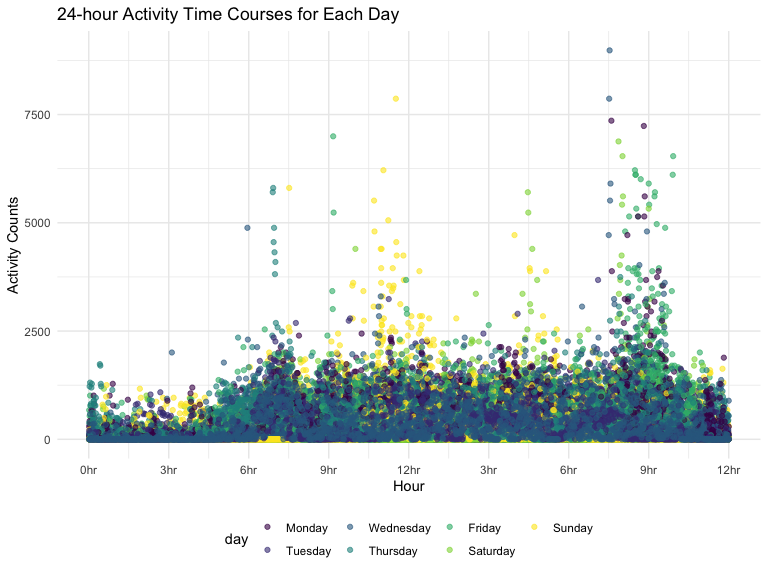 24-hour Activity Time Courses for Each Day
Activity Counts
7500
5000
2500
0
0hr 3hr 6hr 9hr 12hr 3hr 6hr 9hr 12hr
Hour
day
Monday Wednesday Friday Sunday
Tuesday Thursday Saturday